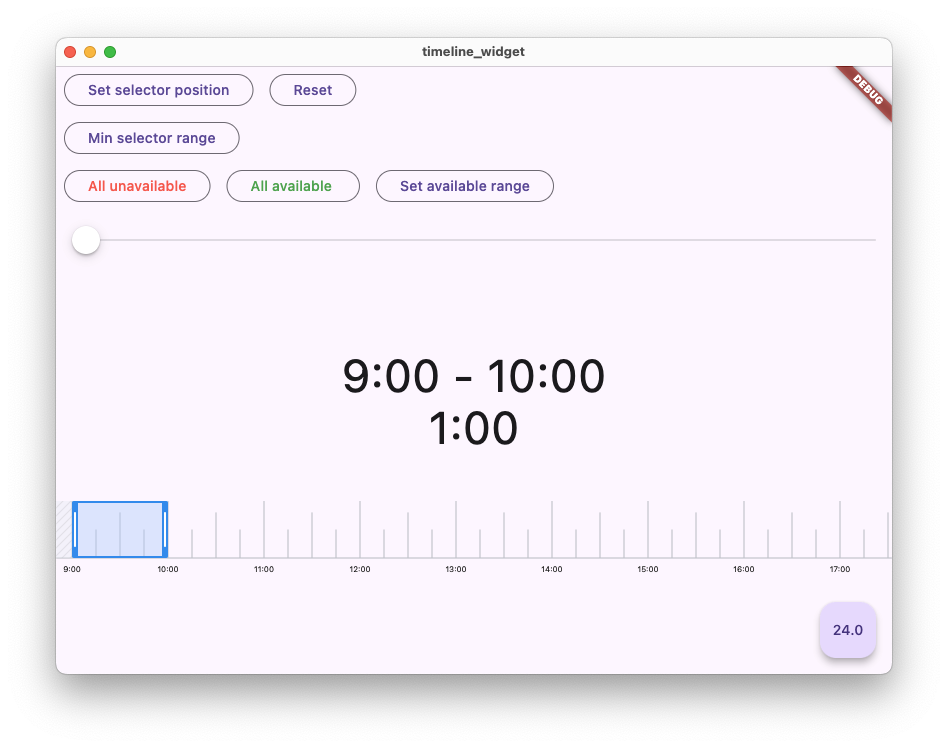 timeline_widget
Set selector position Reset
DEBUG
Min selector range
All unavailable All available Set available range
9:00 - 10:00
1:00
9:00 10:00 11:00 12:00 13:00 14:00 15:00 16:00 17:00
24.0